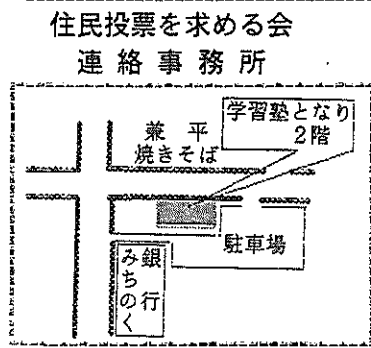 住民投票を求める会
連絡事務所
学習塾となり
2階
兼平
焼きそば
駐車場
みちのく
銀行